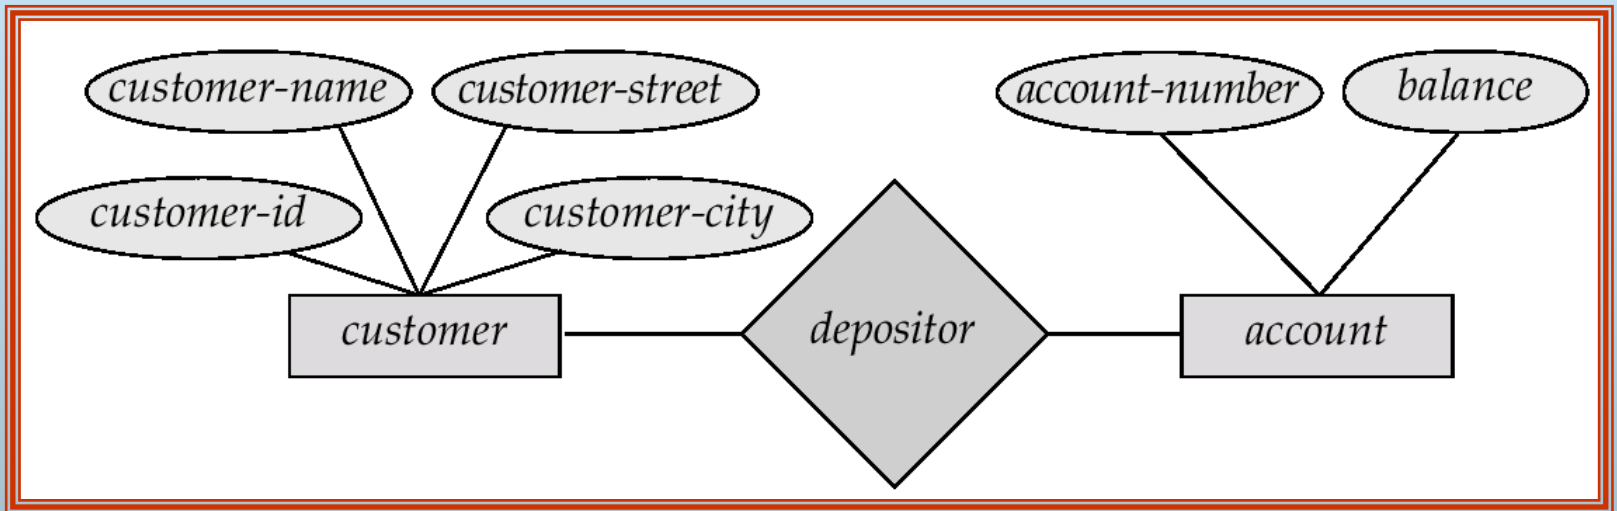 customer-name
customer-street
account-number
balance
customer-id
customer-city
customer
depositor
account